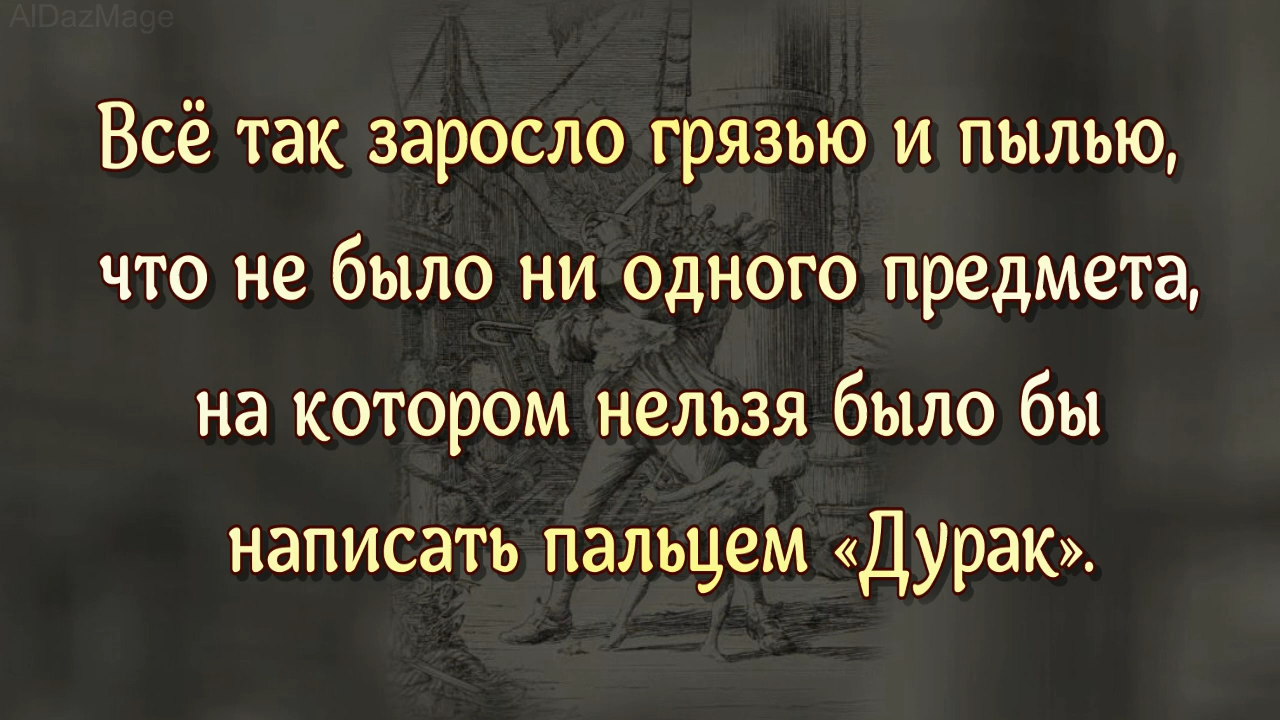 AlDazMage
Всё так заросло грязью и пылью,
что не было ни одного предмета,
на котором нельзя было бы
написать пальцем «Дурак».